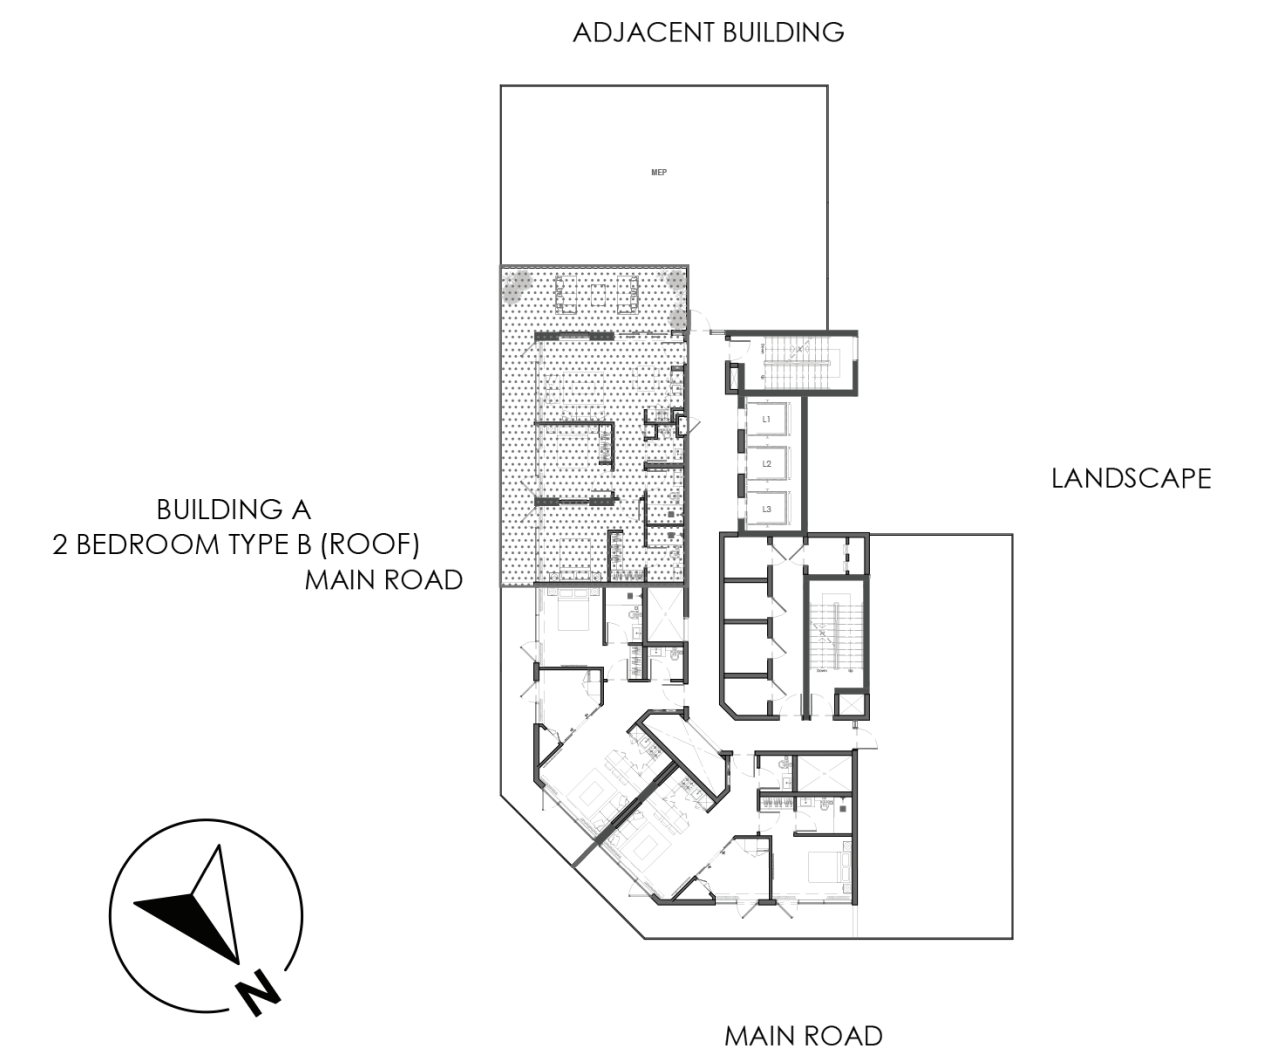 ADJACENT BUILDING
MEP
L1
L2
L3
LANDSCAPE
BUILDING A
2 BEDROOM TYPE B (ROOF)
MAIN ROAD
N
MAIN ROAD